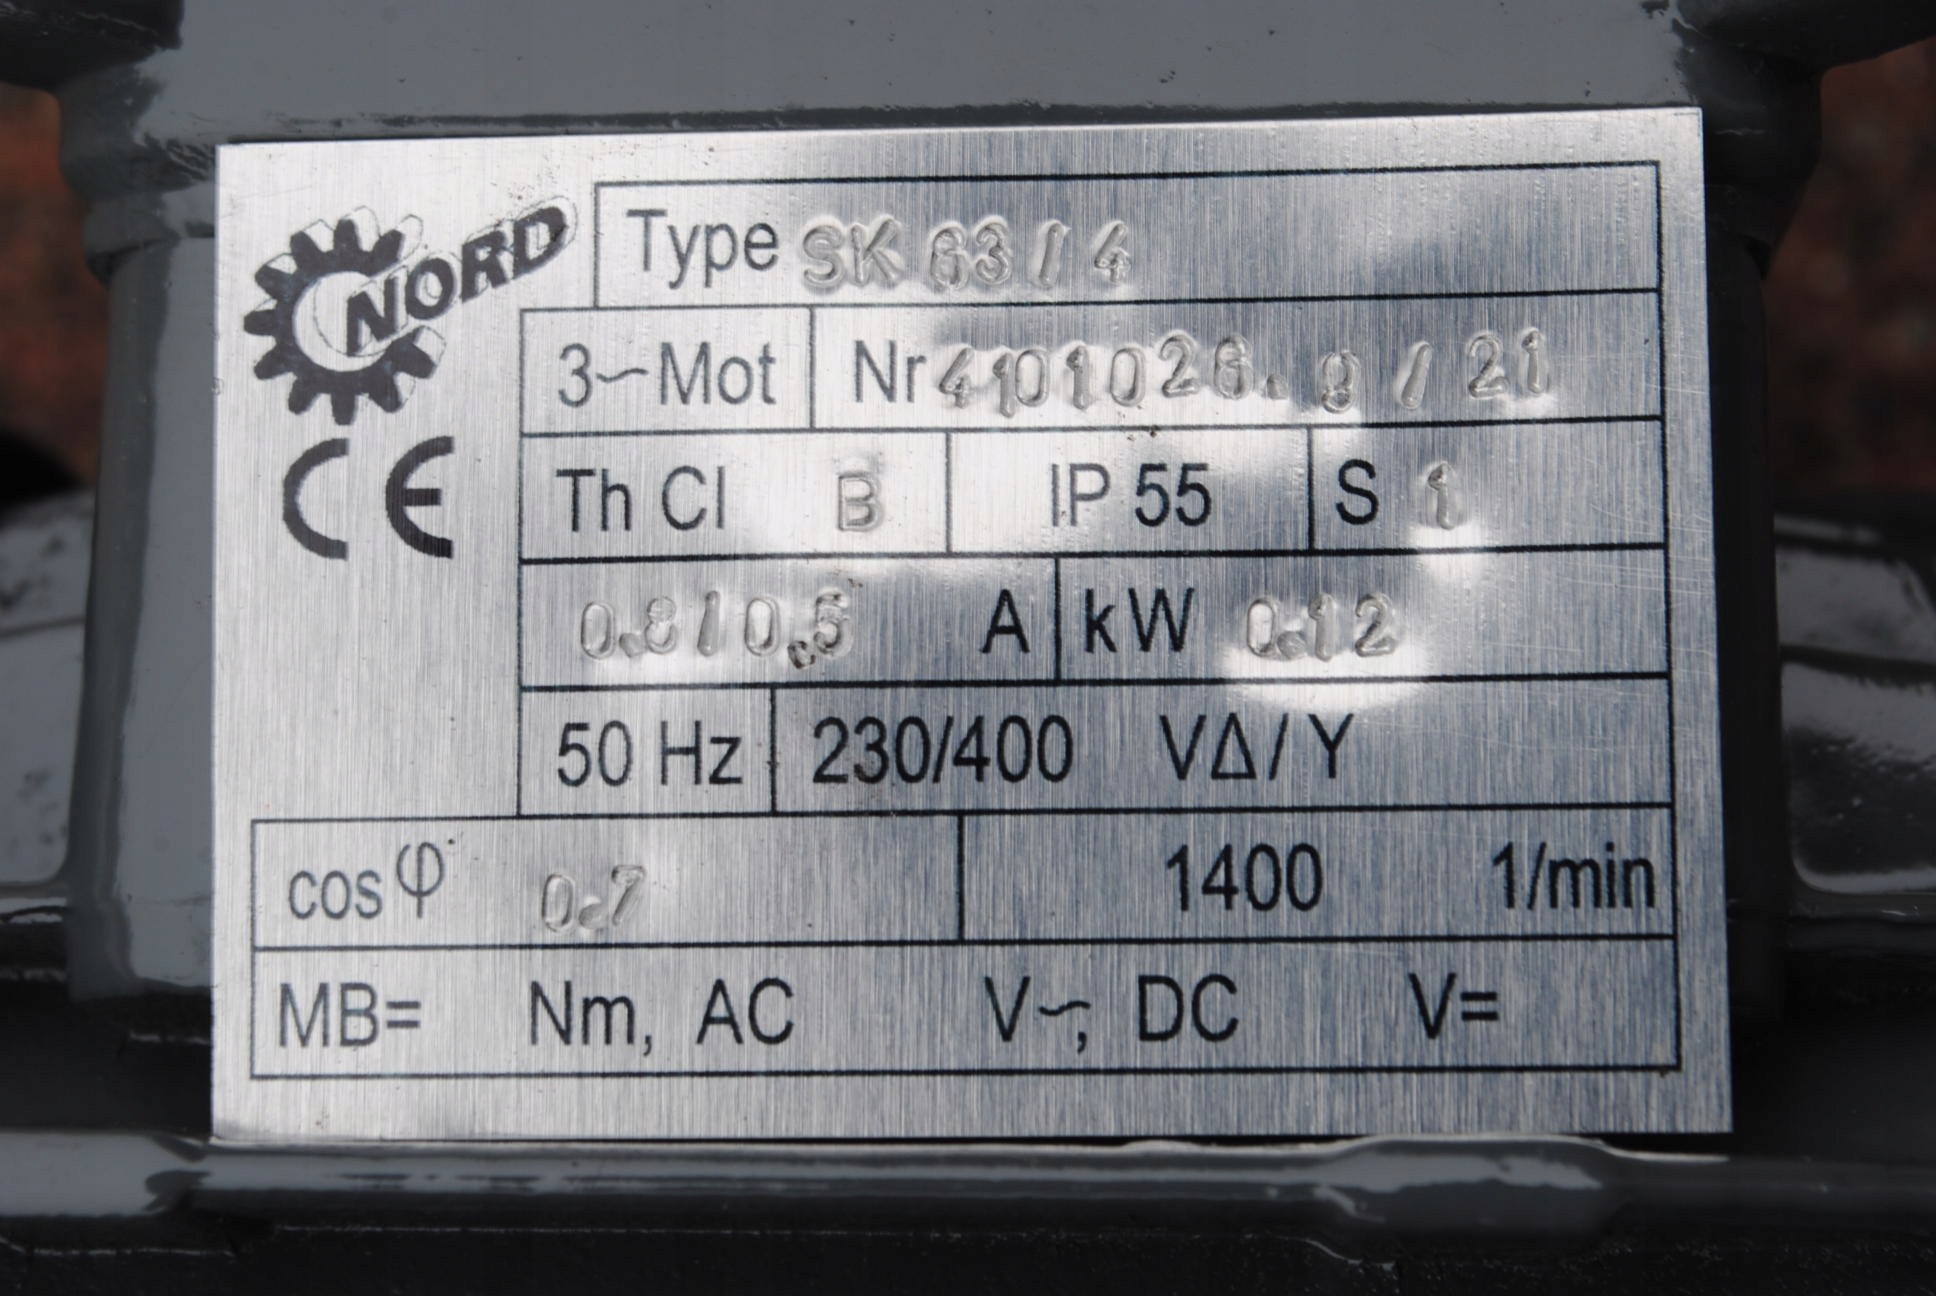 NORD
Type SK 63/4
3~Mot Nr 4101026.9/21
CE
Th Cl B IP 55 S 1
0.8/0.5 A kW 0.12
50 Hz 230/400 VΔ/Y
cosφ 0.7 1400 1/min
MB= Nm, AC V~, DC V=